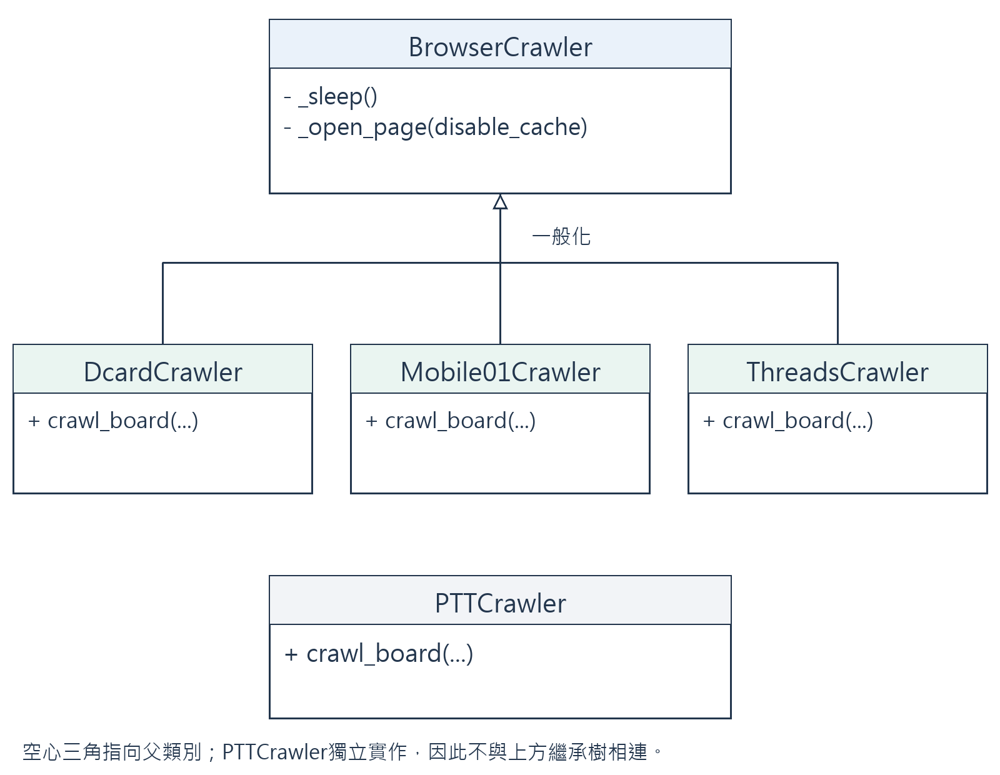 BrowserCrawler
- _sleep()
- _open_page(disable_cache)
一般化
DcardCrawler
+ crawl_board(...)
Mobile01Crawler
+ crawl_board(...)
ThreadsCrawler
+ crawl_board(...)
PTTCrawler
+ crawl_board(...)
空心三角指向父類別；PTTCrawler獨立實作，因此不與上方繼承樹相連。